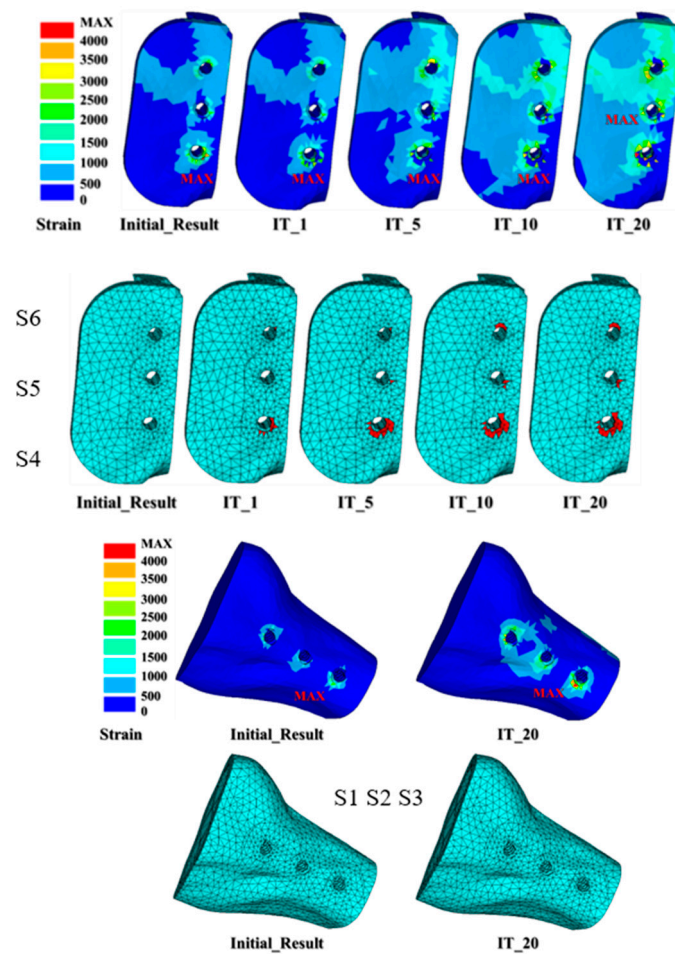 MAX
4000
3500
3000
2500
2000
1500
1000
500
0
MAX MAX MAX MAX MAX
Strain Initial_Result IT_1 IT_5 IT_10 IT_20
S6
S5
S4
Initial_Result IT_1 IT_5 IT_10 IT_20
MAX
4000
3500
3000
2500
2000
1500
1000
500
0
MAX MAX
Strain Initial_Result IT_20
S1 S2 S3
Initial_Result IT_20